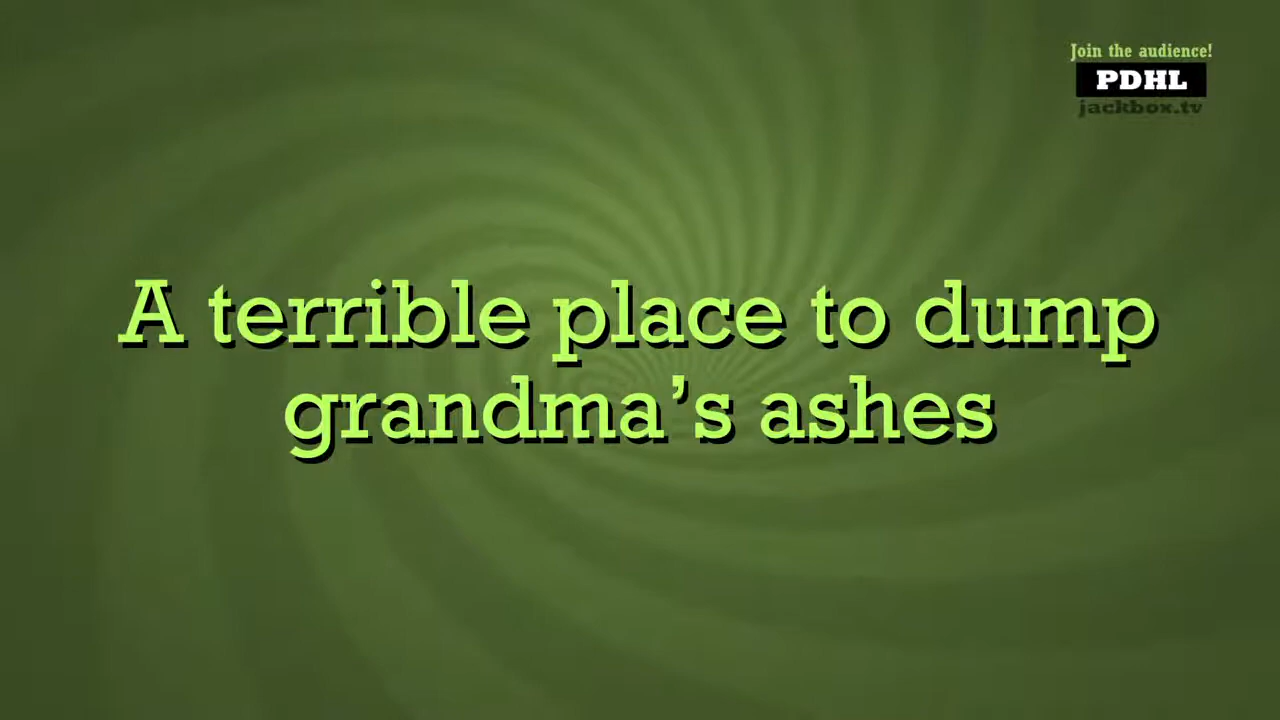 Join the audience!
PDHL
jackbox.tv
A terrible place to dump
grandma’s ashes